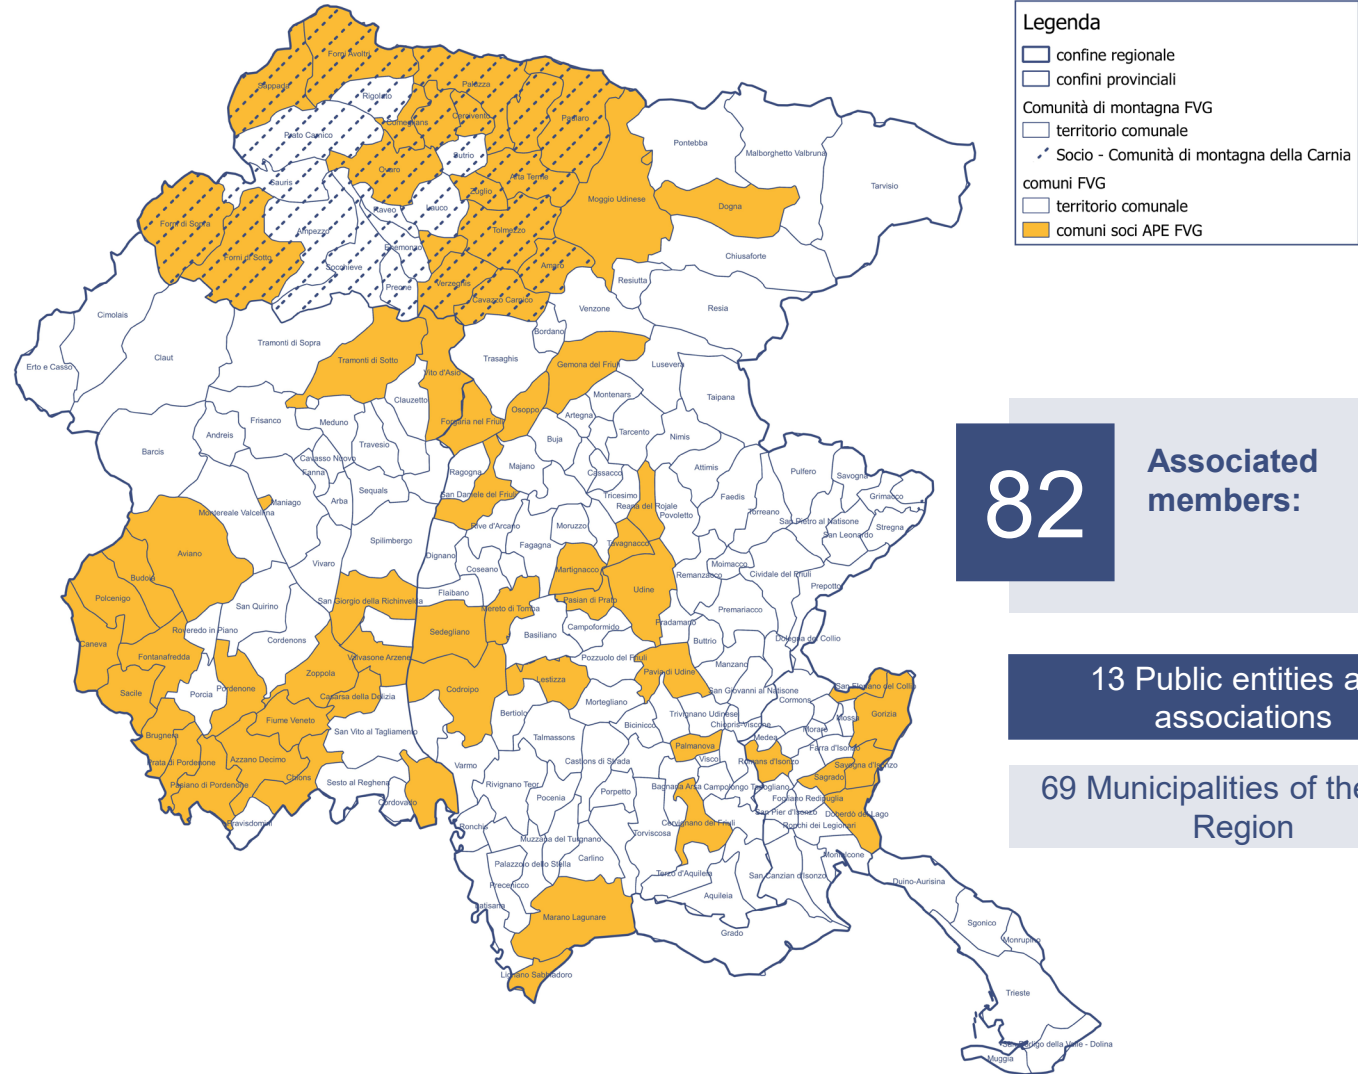 Legenda
confine regionale
confini provinciali
Comunità di montagna FVG
territorio comunale
Socio - Comunità di montagna della Carnia
comuni FVG
territorio comunale
comuni soci APE FVG
82
Associated
members:
13 Public entities a
associations
69 Municipalities of the
Region
Forni Avoltri
Sappada
Paluzza
Rigolato
Comeglians
Cercivento
Paularo
Prato Carnico
Sutrio
Ovaro
Arta Terme
Sauris
Zuglio
Lauco
Raveo
Moggio Udinese
Pontebba
Malborghetto Valbruna
Tarvisio
Dogna
Forni di Sopra
Ampezzo
Tolmezzo
Enemonzo
Forni di Sotto
Socchieve
Amaro
Chiusaforte
Preone
Verzegnis
Cavazzo Carnico
Resiutta
Resia
Venzone
Cimolais
Bordano
Tramonti di Sopra
Claut
Erto e Casso
Tramonti di Sotto
Trasaghis
Gemona del Friuli
Lusevera
Vito d'Asio
Clauzetto
Montenars
Taipana
Osoppo
Artegna
Forgaria nel Friuli
Frisanco
Meduno
Andreis
Tarcento
Nimis
Barcis
Travesio
Buja
Cavasso Nuovo
Fanna
Ragogna
Majano
Cassacco
Attimis
Pulfero
Savogna
Sequals
San Daniele del Friuli
Tricesimo
Faedis
Grimacco
Maniago
Arba
Reana del Rojale
Povoletto
Torreano
Montereale Valcellina
Rive d'Arcano
Moruzzo
San Pietro al Natisone
Stregna
San Leonardo
Spilimbergo
Fagagna
Tavagnacco
Aviano
Dignano
Vivaro
Coseano
Martignacco
Moimacco
Remanzacco
Cividale del Friuli
Budoia
Prepotto
Flaibano
Udine
Polcenigo
San Quirino
San Giorgio della Richinvelda
Mereto di Tomba
Pasian di Prato
Premariacco
Roveredo in Piano
Sedegliano
Basiliano
Campoformido
Pradamano
Buttrio
Dolegna del Collio
Caneva
Cordenons
Fontanafredda
Valvasone Arzene
Pozzuolo del Friuli
Manzano
Zoppola
Pavia di Udine
Lestizza
Sacile
Porcia
Pordenone
Casarsa della Delizia
Codroipo
San Giovanni al Natisone
San Floriano del Collio
Cormons
Mortegliano
Fiume Veneto
Bertiolo
Trivignano Udinese
Gorizia
Mossa
Bicinicco
Chiopris-Viscone
Moraro
Brugnera
San Vito al Tagliamento
Talmassons
Medea
Palmanova
Farra d'Isonzo
Prata di Pordenone
Azzano Decimo
Castions di Strada
Visco
Romans d'Isonzo
Savogna d'Isonzo
Varmo
Chions
Sagrado
Pasiano di Pordenone
Sesto al Reghena
Rivignano Teor
Bagnaria Arsa
Campolongo Tapogliano
Porpetto
Pocenia
Fogliano Redipuglia
Cordovado
San Pier d'Isonzo
Doberdò del Lago
Pravisdomini
Ronchis
Cervignano del Friuli
Ronchi dei Legionari
Torviscosa
Muzzana del Turgnano
Carlino
Monfalcone
Palazzolo dello Stella
Terzo d'Aquileia
San Canzian d'Isonzo
Duino-Aurisina
Precenicco
Aquileia
Latisana
Marano Lagunare
Sgonico
Grado
Monrupino
Lignano Sabbiadoro
Trieste
San Dorligo della Valle - Dolina
Muggia